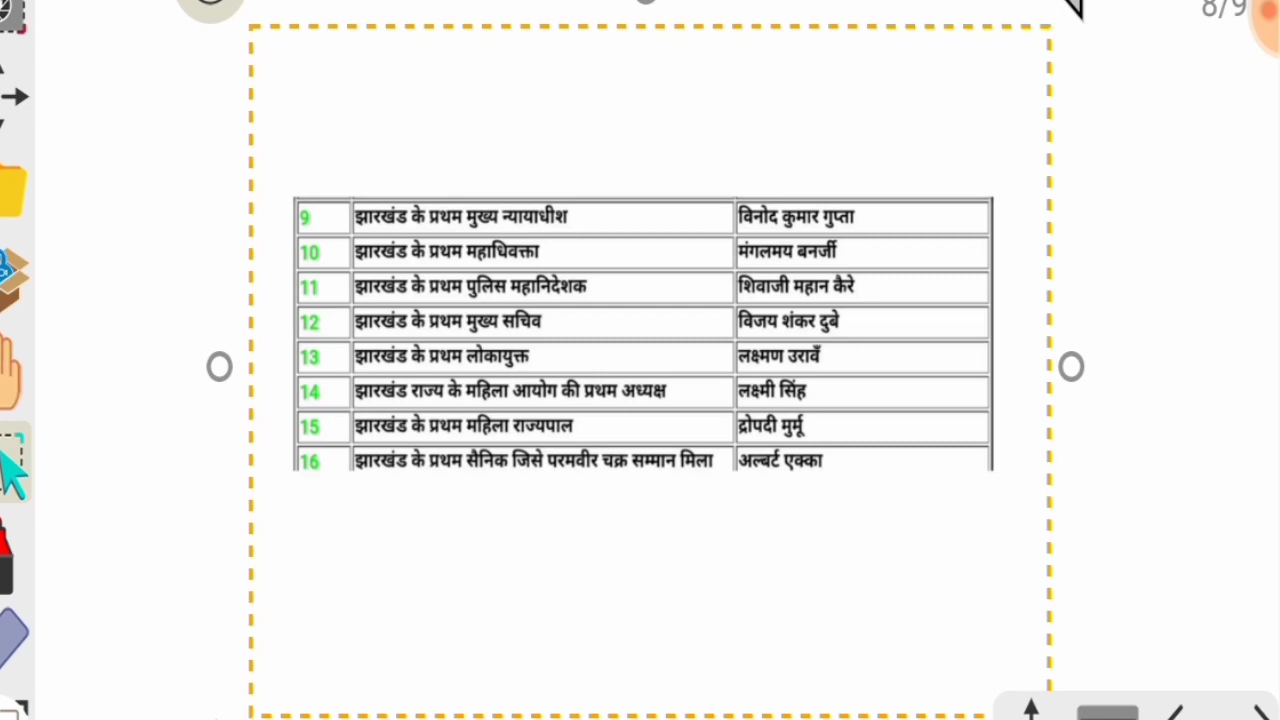 8/9
9 झारखंड के प्रथम मुख्य न्यायाधीश विनोद कुमार गुप्ता
10 झारखंड के प्रथम महाधिवक्ता मंगलमय बनर्जी
11 झारखंड के प्रथम पुलिस महानिदेशक शिवाजी महान कैरे
12 झारखंड के प्रथम मुख्य सचिव विजय शंकर दुबे
13 झारखंड के प्रथम लोकायुक्त लक्ष्मण उरावँ
14 झारखंड राज्य के महिला आयोग की प्रथम अध्यक्ष लक्ष्मी सिंह
15 झारखंड के प्रथम महिला राज्यपाल द्रोपदी मुर्मू
16 झारखंड के प्रथम सैनिक जिसे परमवीर चक्र सम्मान मिला अल्बर्ट एक्का